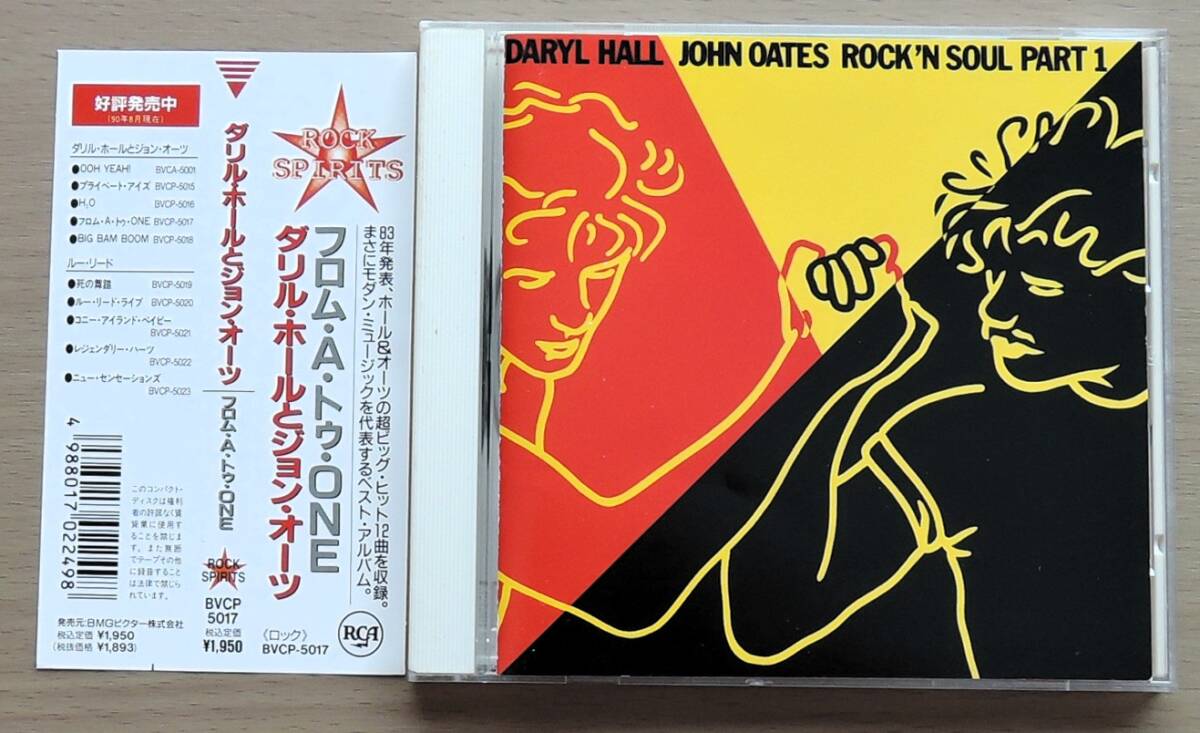 好評発売中
(90年8月現在)
ダリル・ホールとジョン・オーツ
●OOH YEAH! BVCA-5001
●プライベート・アイズ BVCP-5015
●H₂O BVCP-5016
●フロム・A・トゥ・ONE BVCP-5017
●BIG BAM BOOM BVCP-5018
ルー・リード
●死の舞踏 BVCP-5019
●ルー・リード・ライブ BVCP-5020
●コニー・アイランド・ベイビー
BVCP-5021
●レジェンダリー・ハーツ
BVCP-5022
●ニュー・センセーションズ
BVCP-5023
4988017022498
このコンパクト・
ディスクは権利
者の許諾なく賃
貸業に使用す
ることを禁じま
す。また無断
でテープその他
に録音すること
は法律で禁じら
れています。
発売元:BMGビクター株式会社
税込定価 ¥1,950
(税抜価格 ¥1,893)
ダリル・ホールとジョン・オーツ
フロム・A・トゥ・ONE
ROCK
SPIRITS
BVCP
5017
税込定価
¥1,950
ROCK
SPIRITS
83年発表、ホール&オーツの超ビッグ・ヒット12曲を収録。
まさにモダン・ミュージックを代表するベスト・アルバム。
フロム・A・トゥ・ONE
ダリル・ホールとジョン・オーツ
〈ロック〉
BVCP-5017
RCA
DARYL HALL JOHN OATES ROCK'N SOUL PART 1